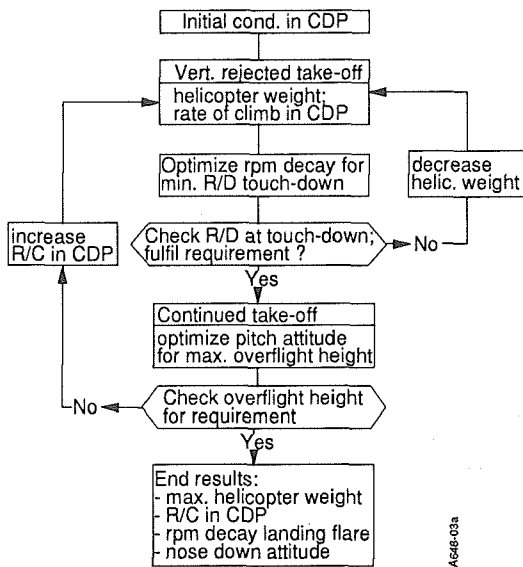 Initial cond. in CDP
Vert. rejected take-off
helicopter weight;
rate of climb in CDP
Optimize rpm decay for
min. R/D touch-down
decrease
helic. weight
increase
R/C in CDP
Check R/D at touch-down;
fulfil requirement ?
No
Yes
Continued take-off
optimize pitch attitude
for max. overflight height
Check overflight height
for requirement
No
Yes
End results:
- max. helicopter weight
- R/C in CDP
- rpm decay landing flare
- nose down attitude
A646-03a